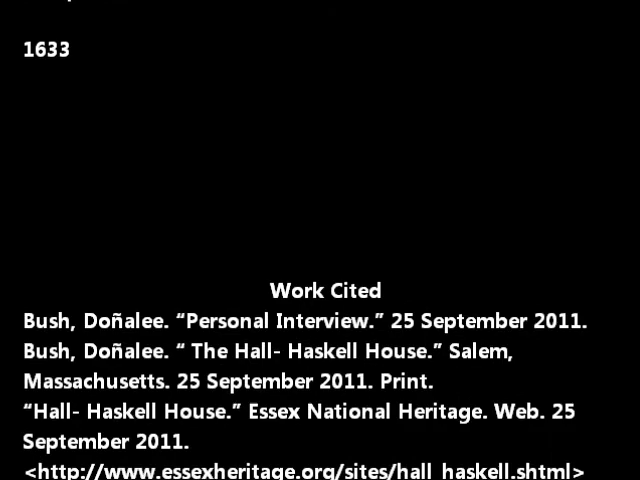 1633
Work Cited
Bush, Doñalee. “Personal Interview.” 25 September 2011.
Bush, Doñalee. “ The Hall- Haskell House.” Salem,
Massachusetts. 25 September 2011. Print.
“Hall- Haskell House.” Essex National Heritage. Web. 25
September 2011.
<http://www.essexheritage.org/sites/hall_haskell.shtml>